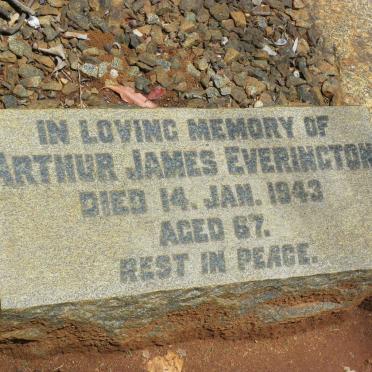 IN LOVING MEMORY OF
ARTHUR JAMES EVERINGTON
DIED 14. JAN. 1943
AGED 67.
REST IN PEACE.